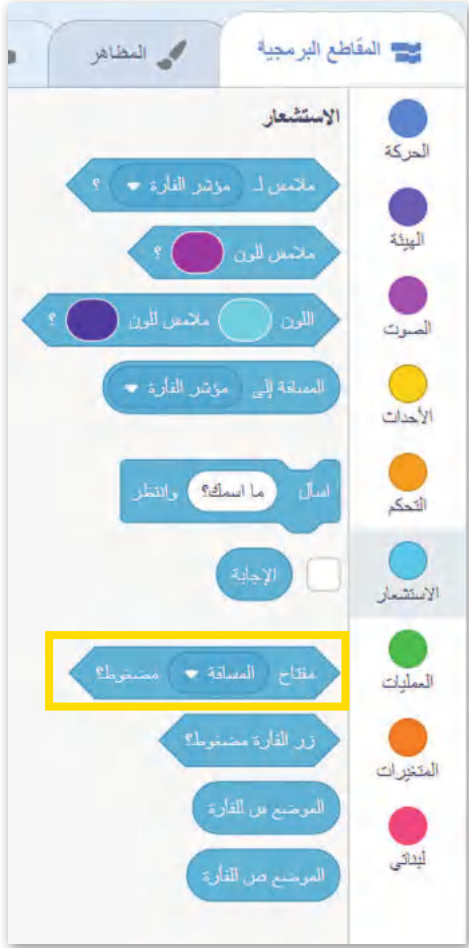 المقاطع البرمجية
المظاهر
الاستشعار
ملامس لـ مؤشر الفأرة ؟
ملامس للون ؟
اللون ملامس للون ؟
المسافة إلى مؤشر الفأرة
اسأل ما اسمك؟ وانتظر
الإجابة
مفتاح المسافة مضغوط؟
زر الفأرة مضغوط؟
الموضع س للفأرة
الموضع ص للفأرة
الحركة
الهيئة
الصوت
الأحداث
التحكم
الاستشعار
العمليات
المتغيرات
لبناتي